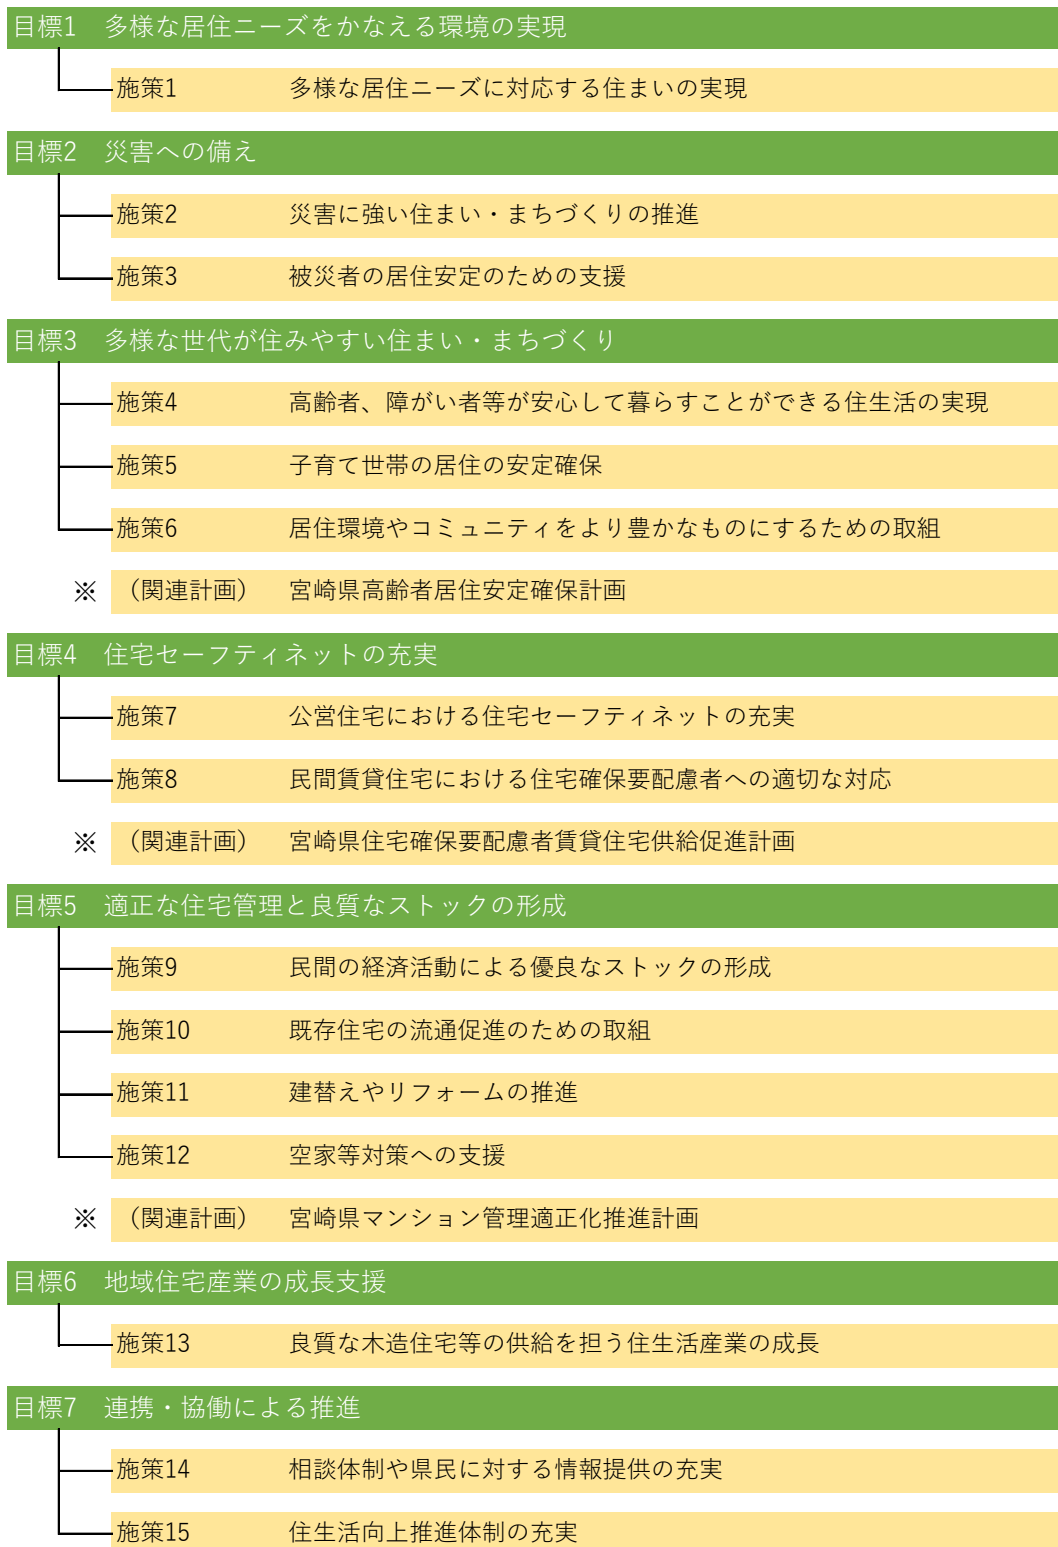 目標1　多様な居住ニーズをかなえる環境の実現
施策1　多様な居住ニーズに対応する住まいの実現
目標2　災害への備え
施策2　災害に強い住まい・まちづくりの推進
施策3　被災者の居住安定のための支援
目標3　多様な世代が住みやすい住まい・まちづくり
施策4　高齢者、障がい者等が安心して暮らすことができる住生活の実現
施策5　子育て世帯の居住の安定確保
施策6　居住環境やコミュニティをより豊かなものにするための取組
※　（関連計画）　宮崎県高齢者居住安定確保計画
目標4　住宅セーフティネットの充実
施策7　公営住宅における住宅セーフティネットの充実
施策8　民間賃貸住宅における住宅確保要配慮者への適切な対応
※　（関連計画）　宮崎県住宅確保要配慮者賃貸住宅供給促進計画
目標5　適正な住宅管理と良質なストックの形成
施策9　民間の経済活動による優良なストックの形成
施策10　既存住宅の流通促進のための取組
施策11　建替えやリフォームの推進
施策12　空家等対策への支援
※　（関連計画）　宮崎県マンション管理適正化推進計画
目標6　地域住宅産業の成長支援
施策13　良質な木造住宅等の供給を担う住生活産業の成長
目標7　連携・協働による推進
施策14　相談体制や県民に対する情報提供の充実
施策15　住生活向上推進体制の充実